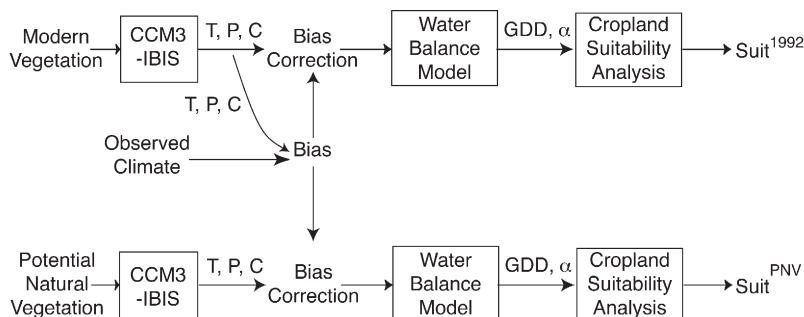 Modern
Vegetation
CCM3
-IBIS
T, P, C
Bias
Correction
Water
Balance
Model
GDD, α
Cropland
Suitability
Analysis
Suit1992
T, P, C
Observed
Climate
Bias
Potential
Natural
Vegetation
CCM3
-IBIS
T, P, C
Bias
Correction
Water
Balance
Model
GDD, α
Cropland
Suitability
Analysis
SuitPNV